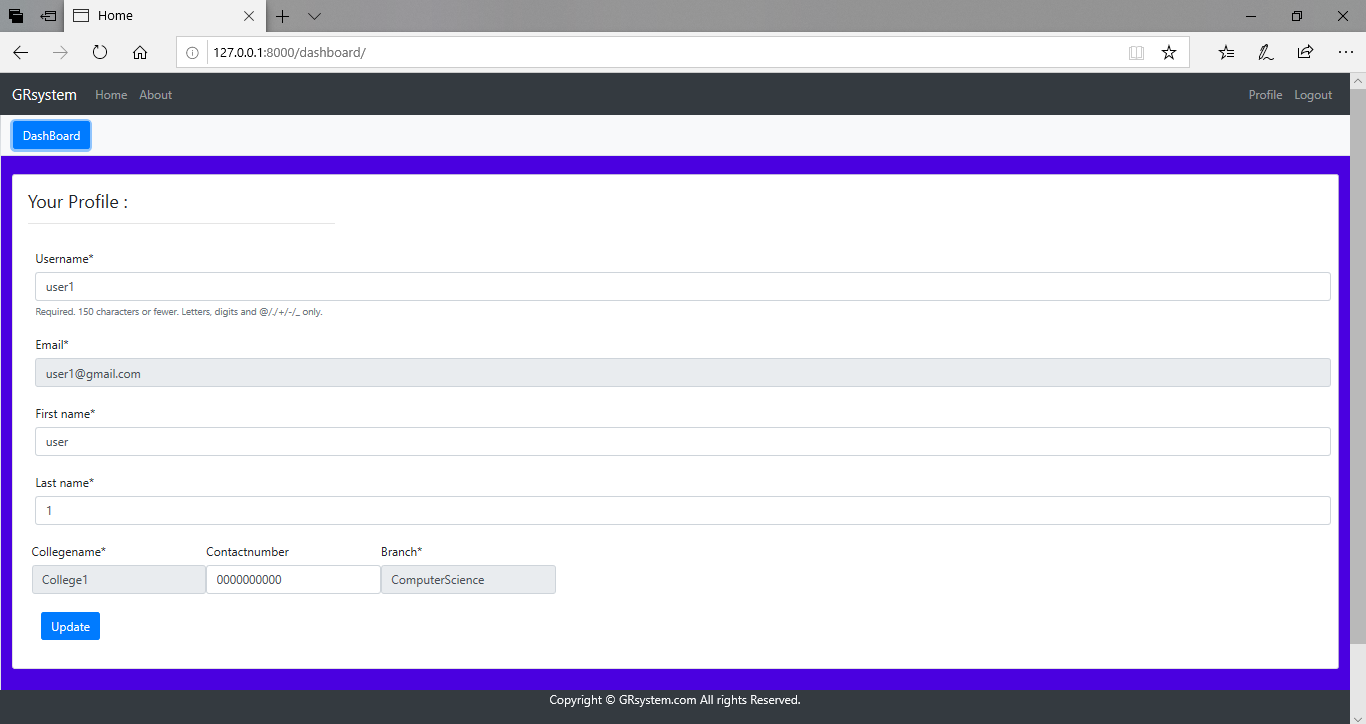 Home
127.0.0.1:8000/dashboard/
GRsystem Home About Profile Logout
DashBoard
Your Profile :
Username*
user1
Required. 150 characters or fewer. Letters, digits and @/./+/-/_ only.
Email*
user1@gmail.com
First name*
user
Last name*
1
Collegename* Contactnumber Branch*
College1 0000000000 ComputerScience
Update
Copyright © GRsystem.com All rights Reserved.